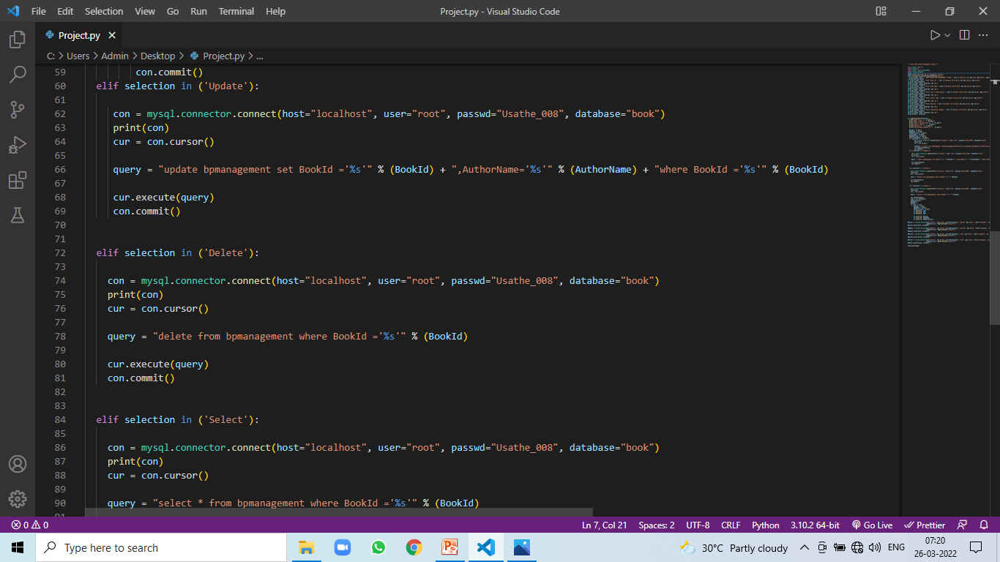 File Edit Selection View Go Run Terminal Help Project.py - Visual Studio Code
Project.py
C: > Users > Admin > Desktop > Project.py > ...
59 con.commit()
60 elif selection in ('Update'):
61
62 con = mysql.connector.connect(host="localhost", user="root", passwd="Usathe_008", database="book")
63 print(con)
64 cur = con.cursor()
65
66 query = "update bpmanagement set BookId ='%s'" % (BookId) + ",AuthorName='%s'" % (AuthorName) + "where BookId ='%s'" % (BookId)
67
68 cur.execute(query)
69 con.commit()
70
71
72 elif selection in ('Delete'):
73
74 con = mysql.connector.connect(host="localhost", user="root", passwd="Usathe_008", database="book")
75 print(con)
76 cur = con.cursor()
77
78 query = "delete from bpmanagement where BookId ='%s'" % (BookId)
79
80 cur.execute(query)
81 con.commit()
82
83
84 elif selection in ('Select'):
85
86 con = mysql.connector.connect(host="localhost", user="root", passwd="Usathe_008", database="book")
87 print(con)
88 cur = con.cursor()
89
90 query = "select * from bpmanagement where BookId ='%s'" % (BookId)
91
0 0 Ln 7, Col 21 Spaces: 2 UTF-8 CRLF Python 3.10.2 64-bit Go Live Prettier
Type here to search 30°C Partly cloudy ENG 07:20
26-03-2022